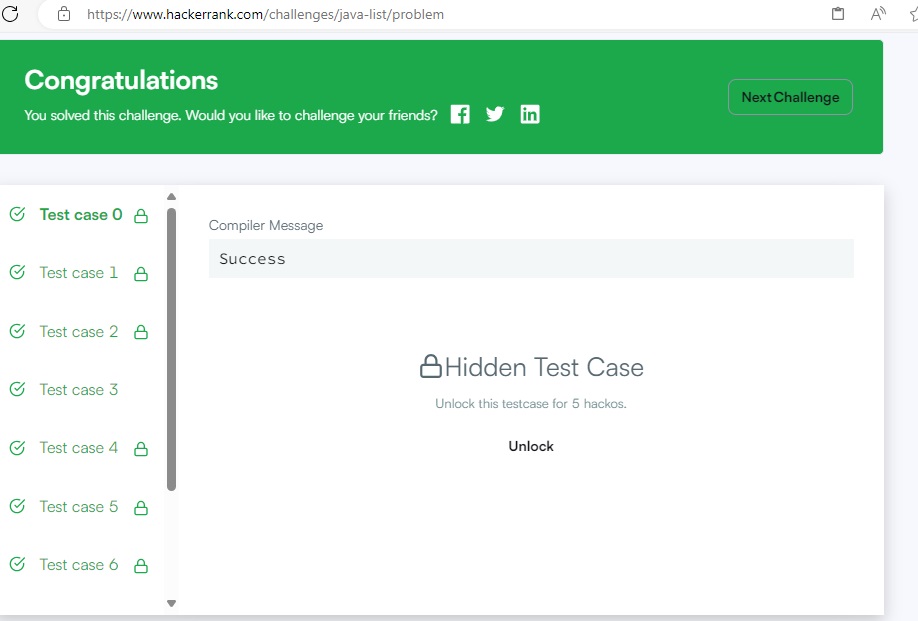 https://www.hackerrank.com/challenges/java-list/problem
Congratulations
You solved this challenge. Would you like to challenge your friends?
Next Challenge
Test case 0
Test case 1
Test case 2
Test case 3
Test case 4
Test case 5
Test case 6
Compiler Message
Success
Hidden Test Case
Unlock this testcase for 5 hackos.
Unlock